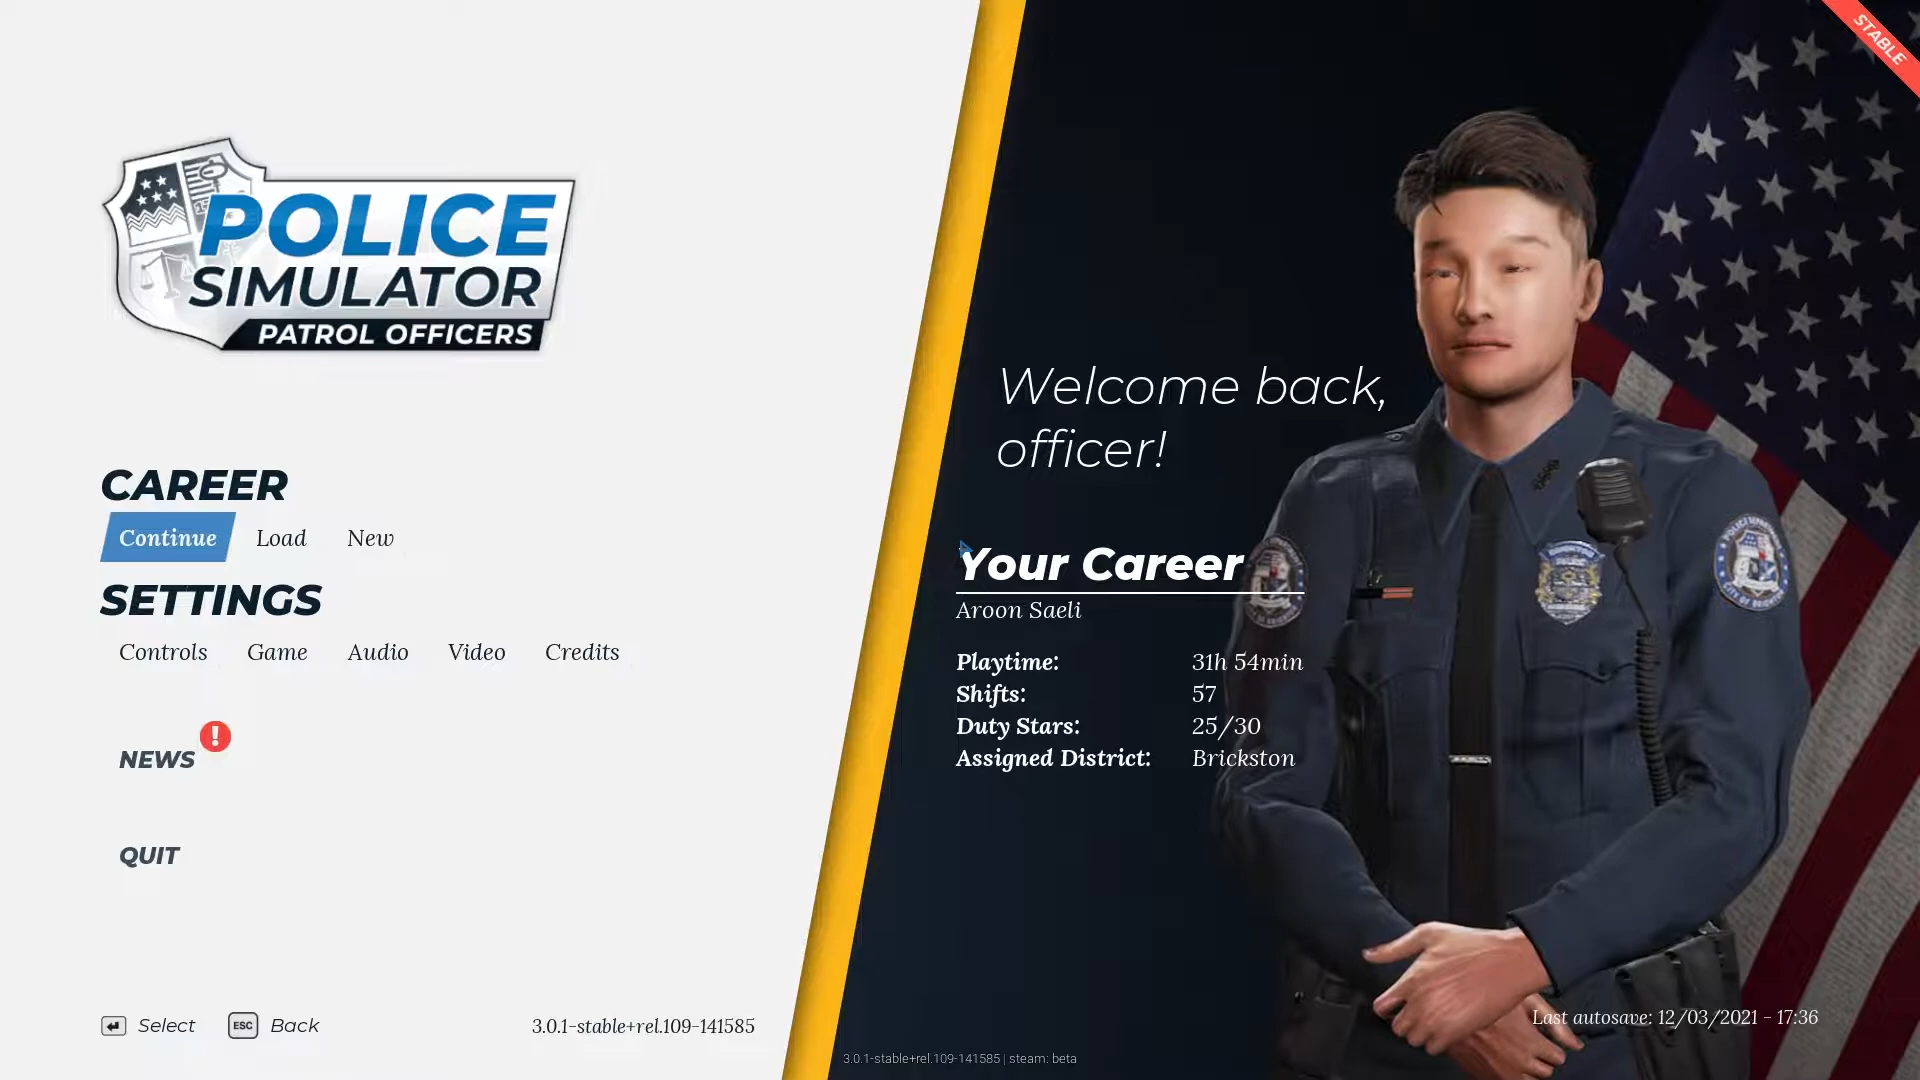 STABLE
POLICE
SIMULATOR
PATROL OFFICERS
CAREER
Continue Load New
SETTINGS
Controls Game Audio Video Credits
NEWS
QUIT
Select ESC Back 3.0.1-stable+rel.109-141585
Welcome back,
officer!
Your Career
Aroon Saeli
Playtime: 31h 54min
Shifts: 57
Duty Stars: 25/30
Assigned District: Brickston
Last autosave: 12/03/2021 - 17:36
3.0.1-stable+rel.109-141585 | steam: beta